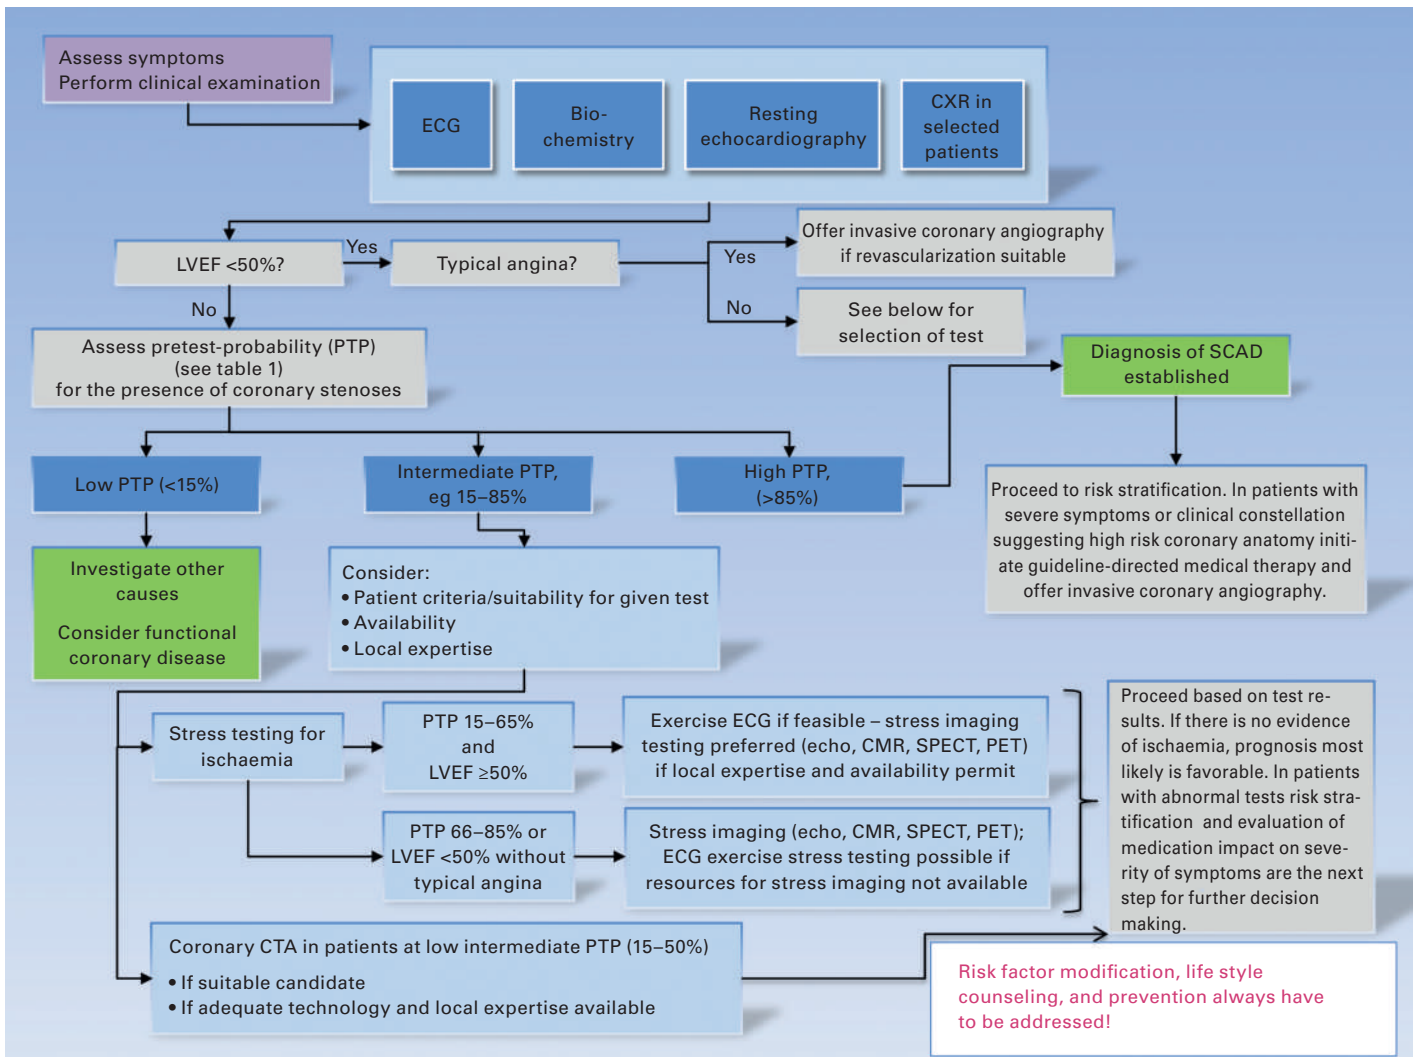 Assess symptoms
Perform clinical examination
ECG
Bio-
chemistry
Resting
echocardiography
CXR in
selected
patients
LVEF <50%?
Yes
Typical angina?
Yes
Offer invasive coronary angiography
if revascularization suitable
No
No
See below for
selection of test
Assess pretest-probability (PTP)
(see table 1)
for the presence of coronary stenoses
Diagnosis of SCAD
established
Low PTP (<15%)
Intermediate PTP,
eg 15–85%
High PTP,
(>85%)
Proceed to risk stratification. In patients with
severe symptoms or clinical constellation
suggesting high risk coronary anatomy initi-
ate guideline-directed medical therapy and
offer invasive coronary angiography.
Investigate other
causes
Consider functional
coronary disease
Consider:
• Patient criteria/suitability for given test
• Availability
• Local expertise
Stress testing for
ischaemia
PTP 15–65%
and
LVEF ≥50%
Exercise ECG if feasible – stress imaging
testing preferred (echo, CMR, SPECT, PET)
if local expertise and availability permit
PTP 66–85% or
LVEF <50% without
typical angina
Stress imaging (echo, CMR, SPECT, PET);
ECG exercise stress testing possible if
resources for stress imaging not available
Proceed based on test re-
sults. If there is no evidence
of ischaemia, prognosis most
likely is favorable. In patients
with abnormal tests risk stra-
tification and evaluation of
medication impact on seve-
rity of symptoms are the next
step for further decision
making.
Coronary CTA in patients at low intermediate PTP (15–50%)
• If suitable candidate
• If adequate technology and local expertise available
Risk factor modification, life style
counseling, and prevention always have
to be addressed!